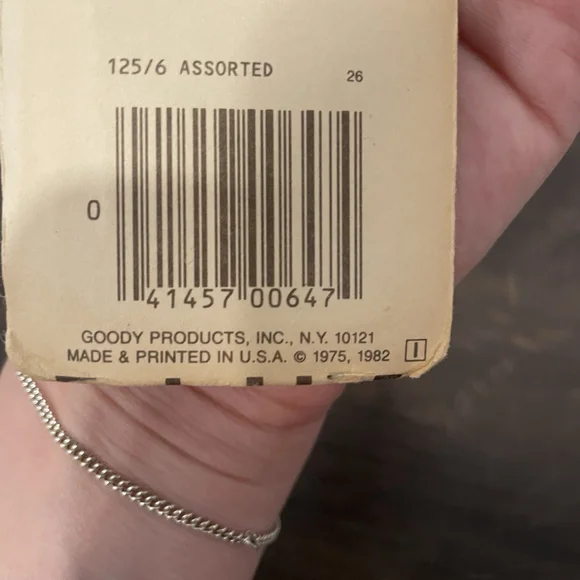 125/6 ASSORTED
26
0
41457 00647
GOODY PRODUCTS, INC., N.Y. 10121
MADE & PRINTED IN U.S.A. © 1975, 1982 I